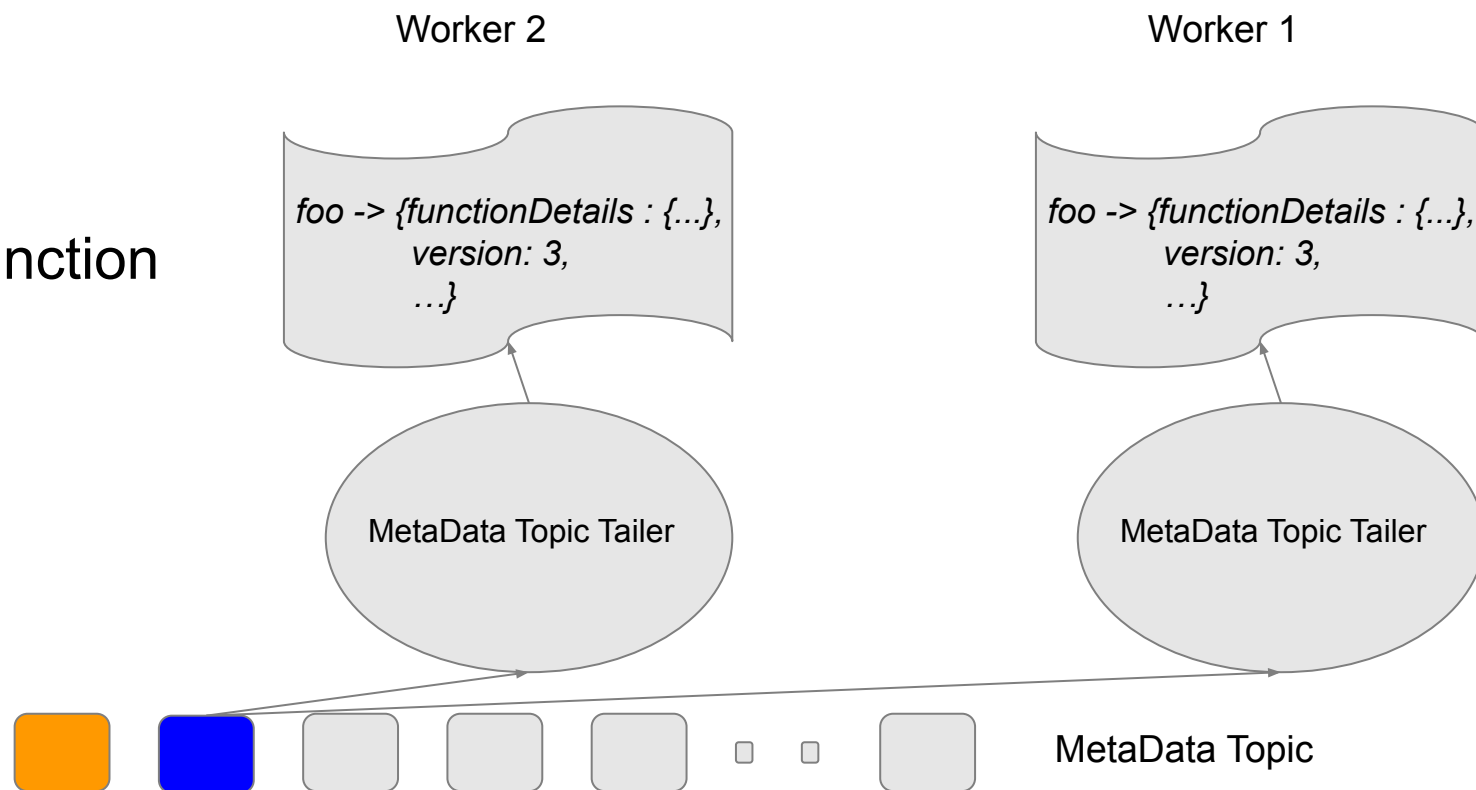 Worker 2
Worker 1
nction
foo -> {functionDetails : {...},
version: 3,
…}
foo -> {functionDetails : {...},
version: 3,
…}
MetaData Topic Tailer
MetaData Topic Tailer
MetaData Topic